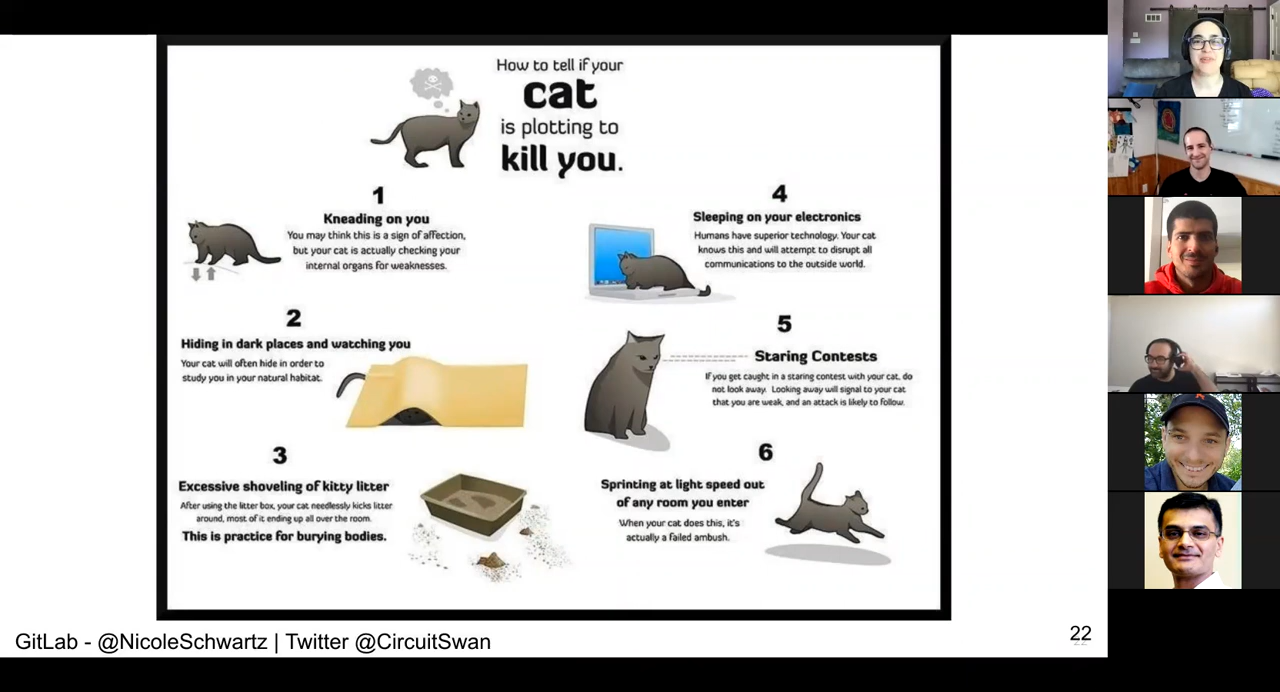 How to tell if your
cat
is plotting to
kill you.
1
Kneading on you
You may think this is a sign of affection,
but your cat is actually checking your
internal organs for weaknesses.
2
Hiding in dark places and watching you
Your cat will often hide in order to
study you in your natural habitat.
3
Excessive shoveling of kitty litter
After using the litter box, your cat needlessly kicks litter
around, most of it ending up all over the room.
This is practice for burying bodies.
4
Sleeping on your electronics
Humans have superior technology. Your cat
knows this and will attempt to disrupt all
communications to the outside world.
5
Staring Contests
If you get caught in a staring contest with your cat, do
not look away. Looking away will signal to your cat
that you are weak, and an attack is likely to follow.
6
Sprinting at light speed out
of any room you enter
When your cat does this, it's
actually a failed ambush.
GitLab - @NicoleSchwartz | Twitter @CircuitSwan
22